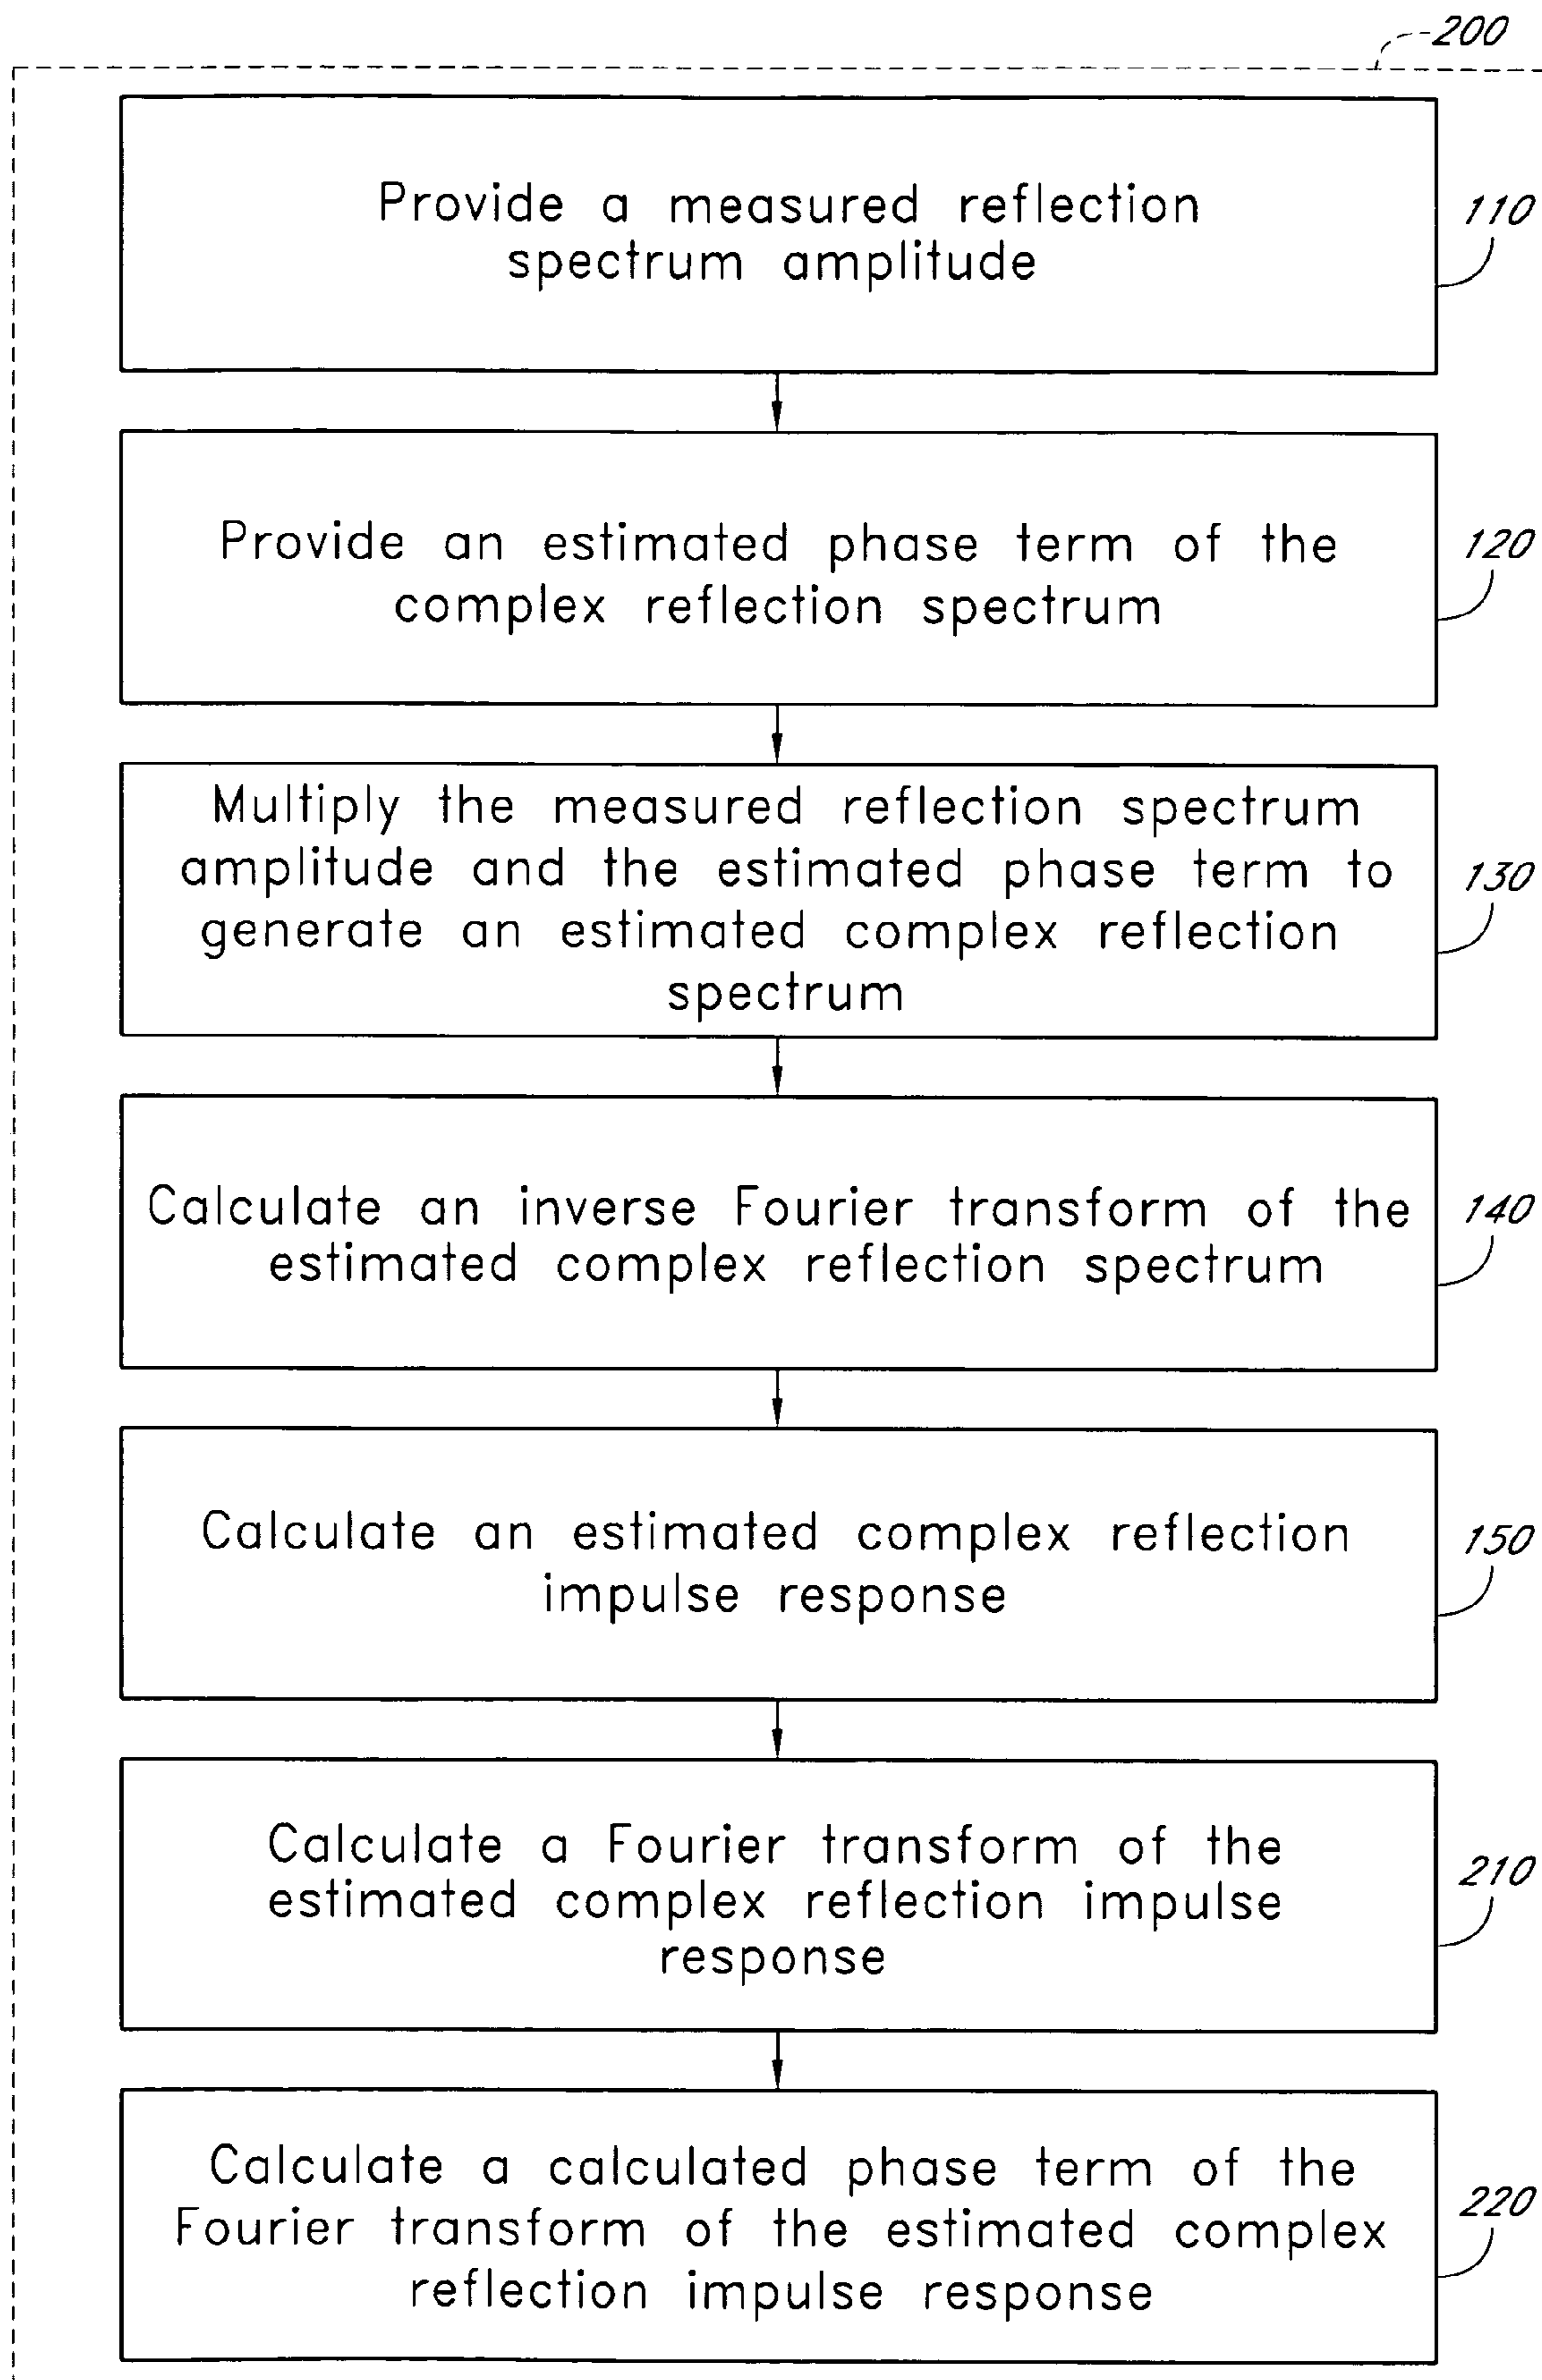 200
Provide a measured reflection
spectrum amplitude
110
Provide an estimated phase term of the
complex reflection spectrum
120
Multiply the measured reflection spectrum
amplitude and the estimated phase term to
generate an estimated complex reflection
spectrum
130
Calculate an inverse Fourier transform of the
estimated complex reflection spectrum
140
Calculate an estimated complex reflection
impulse response
150
Calculate a Fourier transform of the
estimated complex reflection impulse
response
210
Calculate a calculated phase term of the
Fourier transform of the estimated complex
reflection impulse response
220